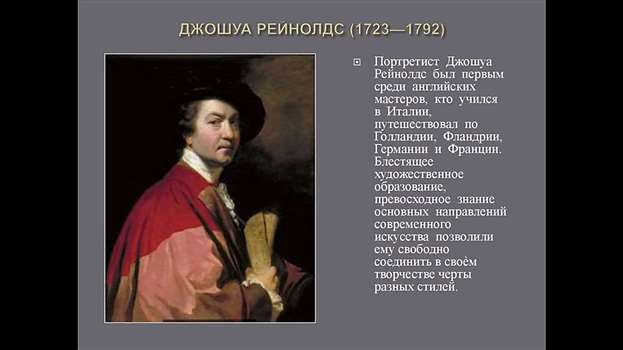 ДЖОШУА РЕЙНОЛДС (1723—1792)
Портретист Джошуа
Рейнолдс был первым
среди английских
мастеров, кто учился
в Италии,
путешествовал по
Голландии, Фландрии,
Германии и Франции.
Блестящее
художественное
образование,
превосходное знание
основных направлений
современного
искусства позволили
ему свободно
соединить в своём
творчестве черты
разных стилей.